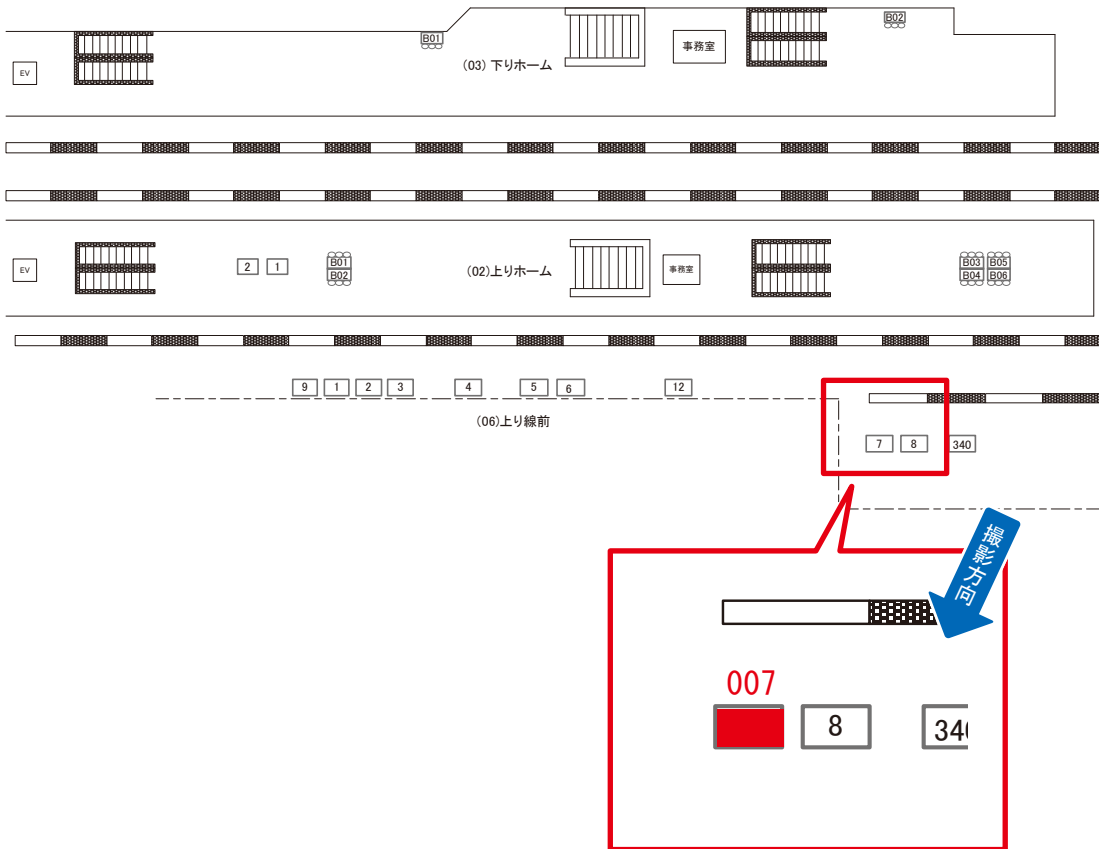 B01
B02
事務室
(03) 下りホーム
EV
2
1
B01
B02
(02)上りホーム
事務室
EV
B03
B05
B04
B06
9
1
2
3
4
5
6
12
(06)上り線前
7
8
340
撮影方向
007
8
340